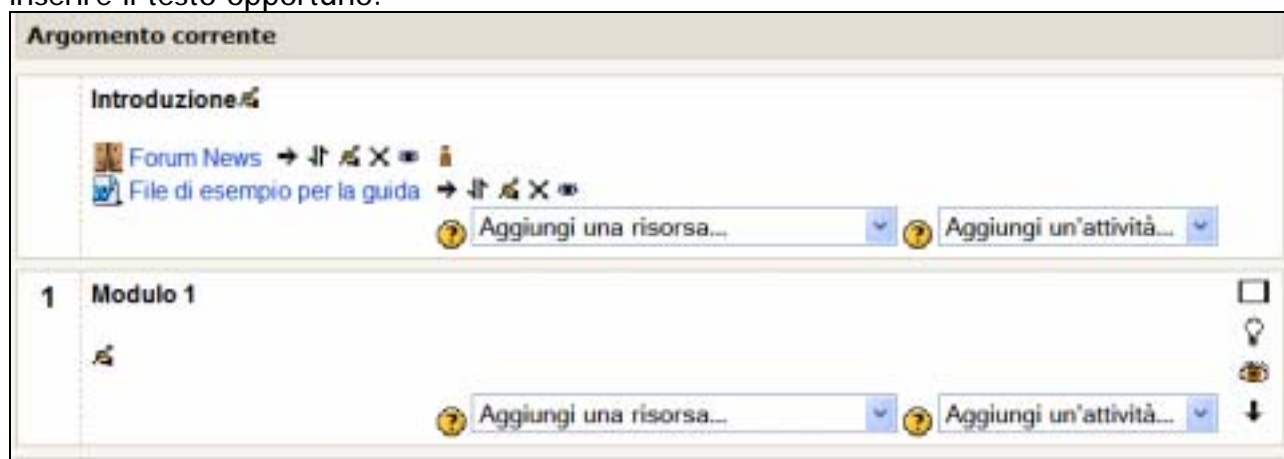 inserire il testo opportuno.
Argomento corrente
Introduzione
Forum News
File di esempio per la guida
Aggiungi una risorsa... Aggiungi un'attività...
1 Modulo 1
Aggiungi una risorsa... Aggiungi un'attività...